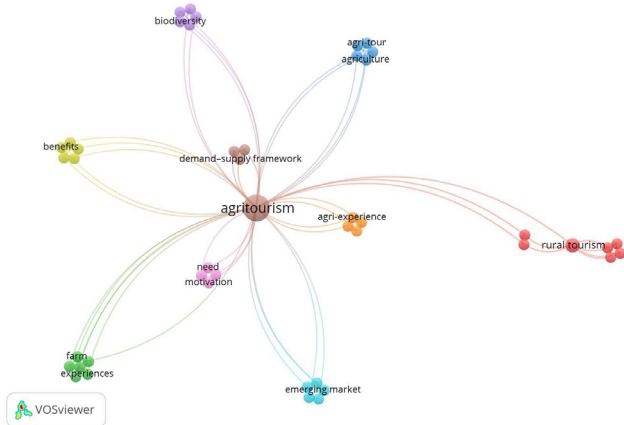 biodiversity
agri-tour
agriculture
benefits
demand-supply framework
agritourism
agri-experience
rural tourism
need
motivation
farm
experiences
emerging market
VOSviewer